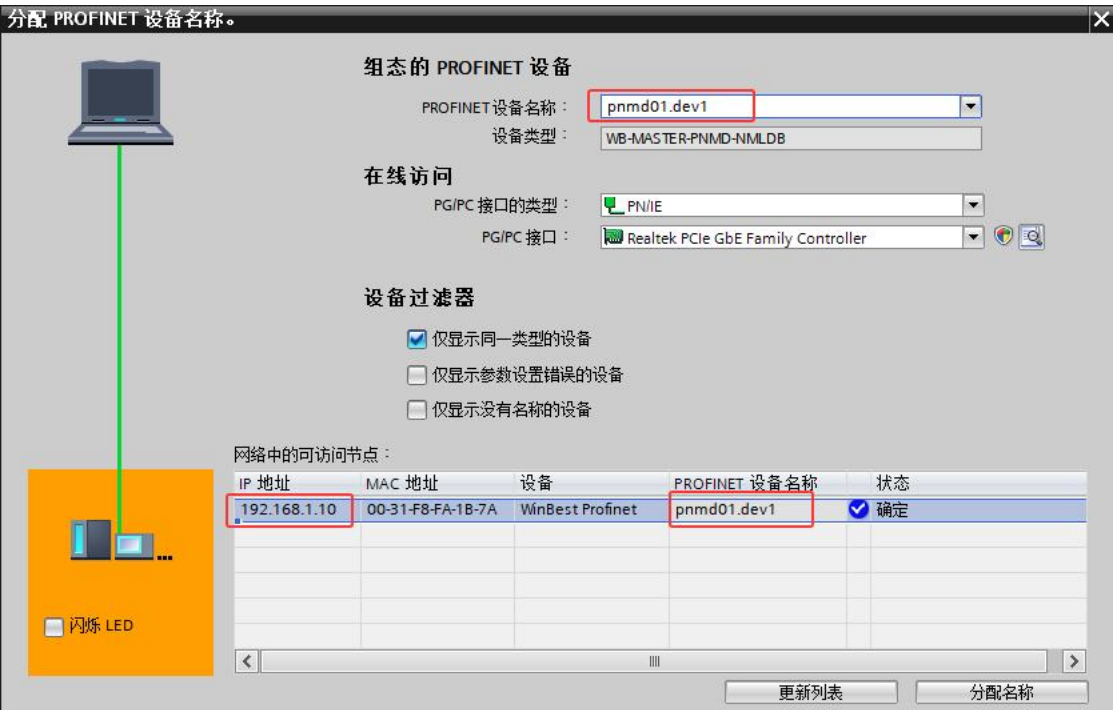 分配 PROFINET 设备名称。
组态的 PROFINET 设备
PROFINET设备名称： pnmd01.dev1
设备类型： WB-MASTER-PNMD-NMLDB
在线访问
PG/PC 接口的类型： PN/IE
PG/PC 接口： Realtek PCIe GbE Family Controller
设备过滤器
仅显示同一类型的设备
仅显示参数设置错误的设备
仅显示没有名称的设备
网络中的可访问节点：
IP 地址 MAC 地址 设备 PROFINET 设备名称 状态
192.168.1.10 00-31-F8-FA-1B-7A WinBest Profinet pnmd01.dev1 确定
闪烁 LED
更新列表 分配名称